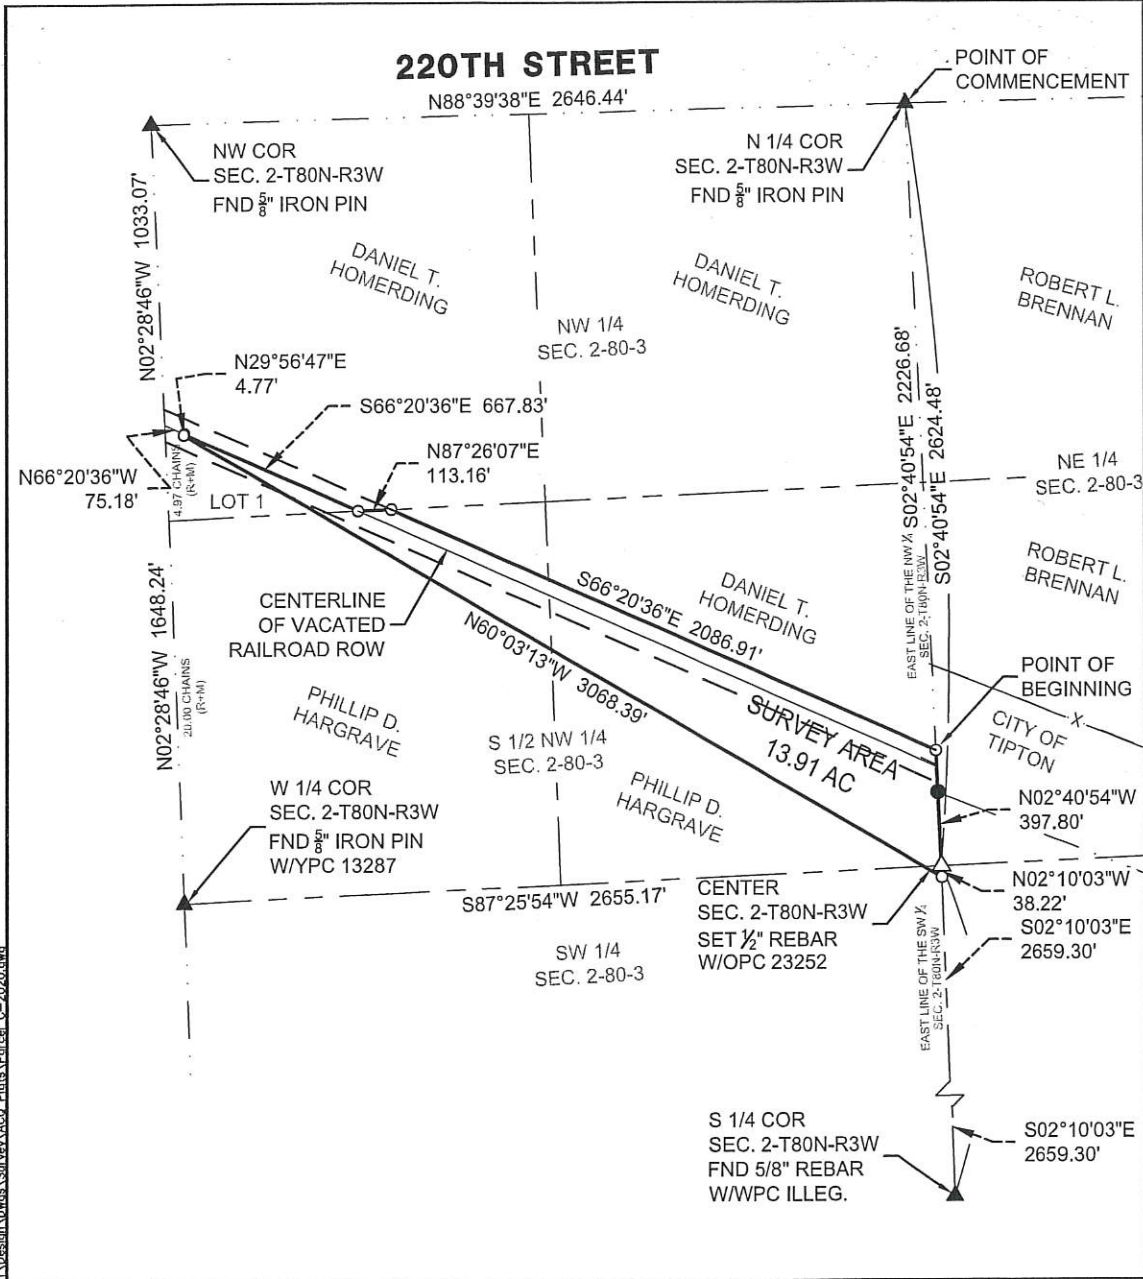 220TH STREET
N88°39'38"E 2646.44'
POINT OF
COMMENCEMENT
NW COR
SEC. 2-T80N-R3W
FND 5/8" IRON PIN
N 1/4 COR
SEC. 2-T80N-R3W
FND 5/8" IRON PIN
N02°28'46"W 1033.07'
DANIEL T.
HOMERDING
DANIEL T.
HOMERDING
ROBERT L.
BRENNAN
NW 1/4
SEC. 2-80-3
N29°56'47"E
4.77'
S66°20'36"E 667.83'
N87°26'07"E
113.16'
EAST LINE OF THE NW ¼
SEC. 2-T80N-R3W
S02°40'54"E 2226.68'
S02°40'54"E 2624.48'
N66°20'36"W
75.18'
4.97 CHAINS
(R+M)
LOT 1
NE 1/4
SEC. 2-80-3
ROBERT L.
BRENNAN
CENTERLINE
OF VACATED
RAILROAD ROW
S66°20'36"E 2086.91'
DANIEL T.
HOMERDING
N60°03'13"W 3068.39'
N02°28'46"W 1648.24'
20.00 CHAINS
(R+M)
POINT OF
BEGINNING
X
CITY OF
TIPTON
PHILLIP D.
HARGRAVE
SURVEY AREA
13.91 AC
S 1/2 NW 1/4
SEC. 2-80-3
PHILLIP D.
HARGRAVE
N02°40'54"W
397.80'
W 1/4 COR
SEC. 2-T80N-R3W
FND 5/8" IRON PIN
W/YPC 13287
S87°25'54"W 2655.17'
CENTER
SEC. 2-T80N-R3W
SET ½" REBAR
W/OPC 23252
N02°10'03"W
38.22'
S02°10'03"E
2659.30'
SW 1/4
SEC. 2-80-3
EAST LINE OF THE SW ¼
SEC. 2-T80N-R3W
S 1/4 COR
SEC. 2-T80N-R3W
FND 5/8" REBAR
W/WPC ILLEG.
S02°10'03"E
2659.30'
\Design\Dwgs\Survey\ACQ Plats\Parcel C-2020.dwg